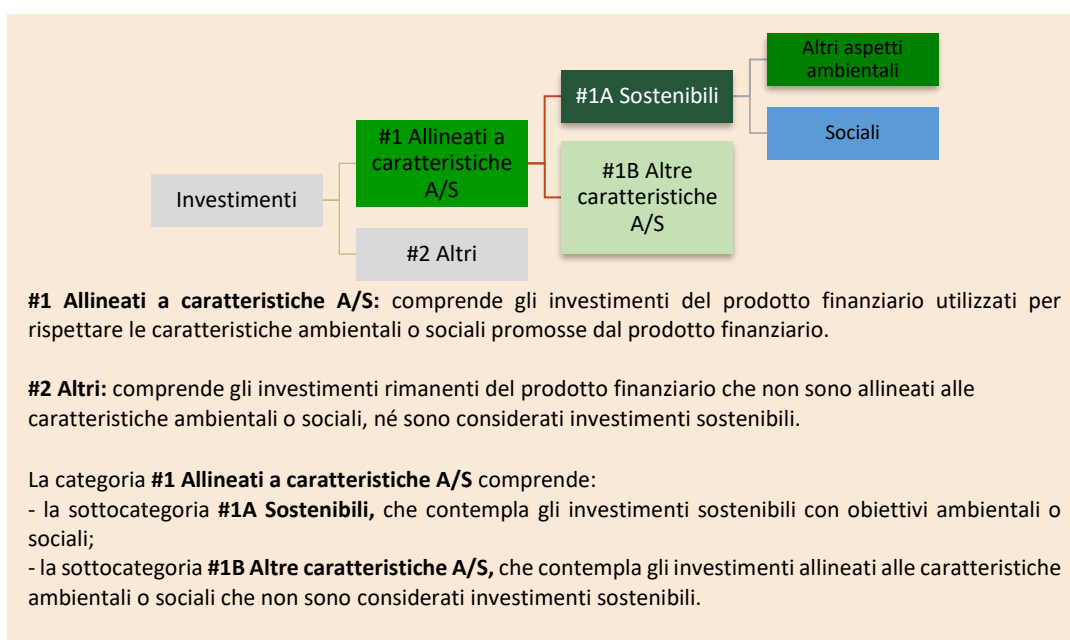 Altri aspetti
ambientali
#1A Sostenibili
Sociali
#1 Allineati a
caratteristiche
A/S
#1B Altre
caratteristiche
A/S
Investimenti
#2 Altri
#1 Allineati a caratteristiche A/S: comprende gli investimenti del prodotto finanziario utilizzati per
rispettare le caratteristiche ambientali o sociali promosse dal prodotto finanziario.
#2 Altri: comprende gli investimenti rimanenti del prodotto finanziario che non sono allineati alle
caratteristiche ambientali o sociali, né sono considerati investimenti sostenibili.
La categoria #1 Allineati a caratteristiche A/S comprende:
- la sottocategoria #1A Sostenibili, che contempla gli investimenti sostenibili con obiettivi ambientali o
sociali;
- la sottocategoria #1B Altre caratteristiche A/S, che contempla gli investimenti allineati alle caratteristiche
ambientali o sociali che non sono considerati investimenti sostenibili.